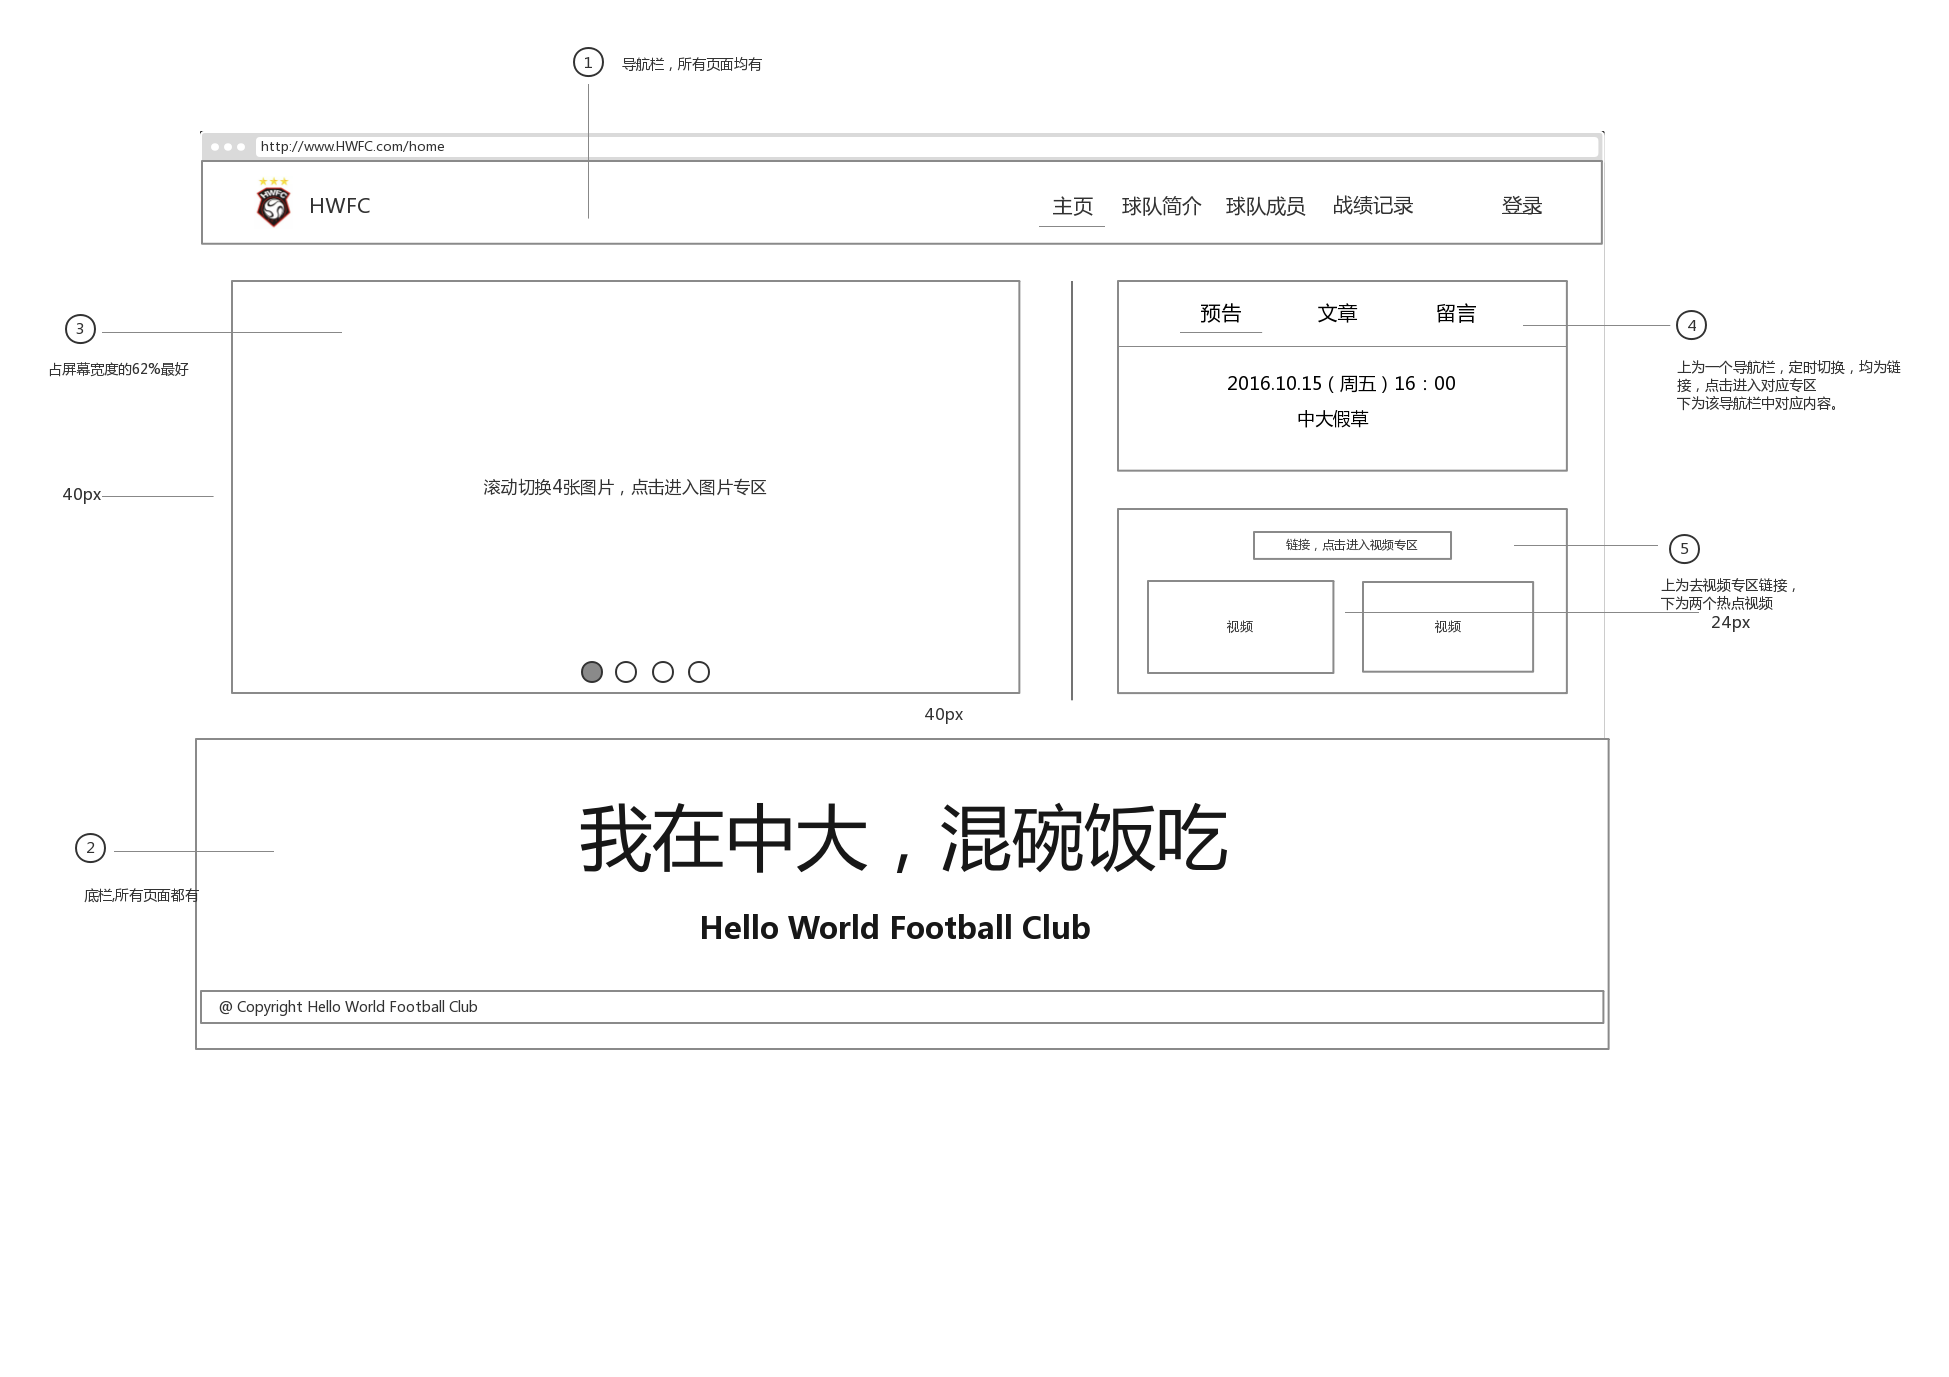 1
导航栏，所有页面均有
http://www.HWFC.com/home
HWFC
HWFC
主页
球队简介
球队成员
战绩记录
登录
3
占屏幕宽度的62%最好
40px
滚动切换4张图片，点击进入图片专区
预告
文章
留言
2016.10.15（周五）16：00
中大假草
4
上为一个导航栏，定时切换，均为链
接，点击进入对应专区
下为该导航栏中对应内容。
链接，点击进入视频专区
视频
视频
5
上为去视频专区链接，
下为两个热点视频
24px
40px
我在中大，混碗饭吃
Hello World Football Club
2
底栏,所有页面都有
@ Copyright Hello World Football Club